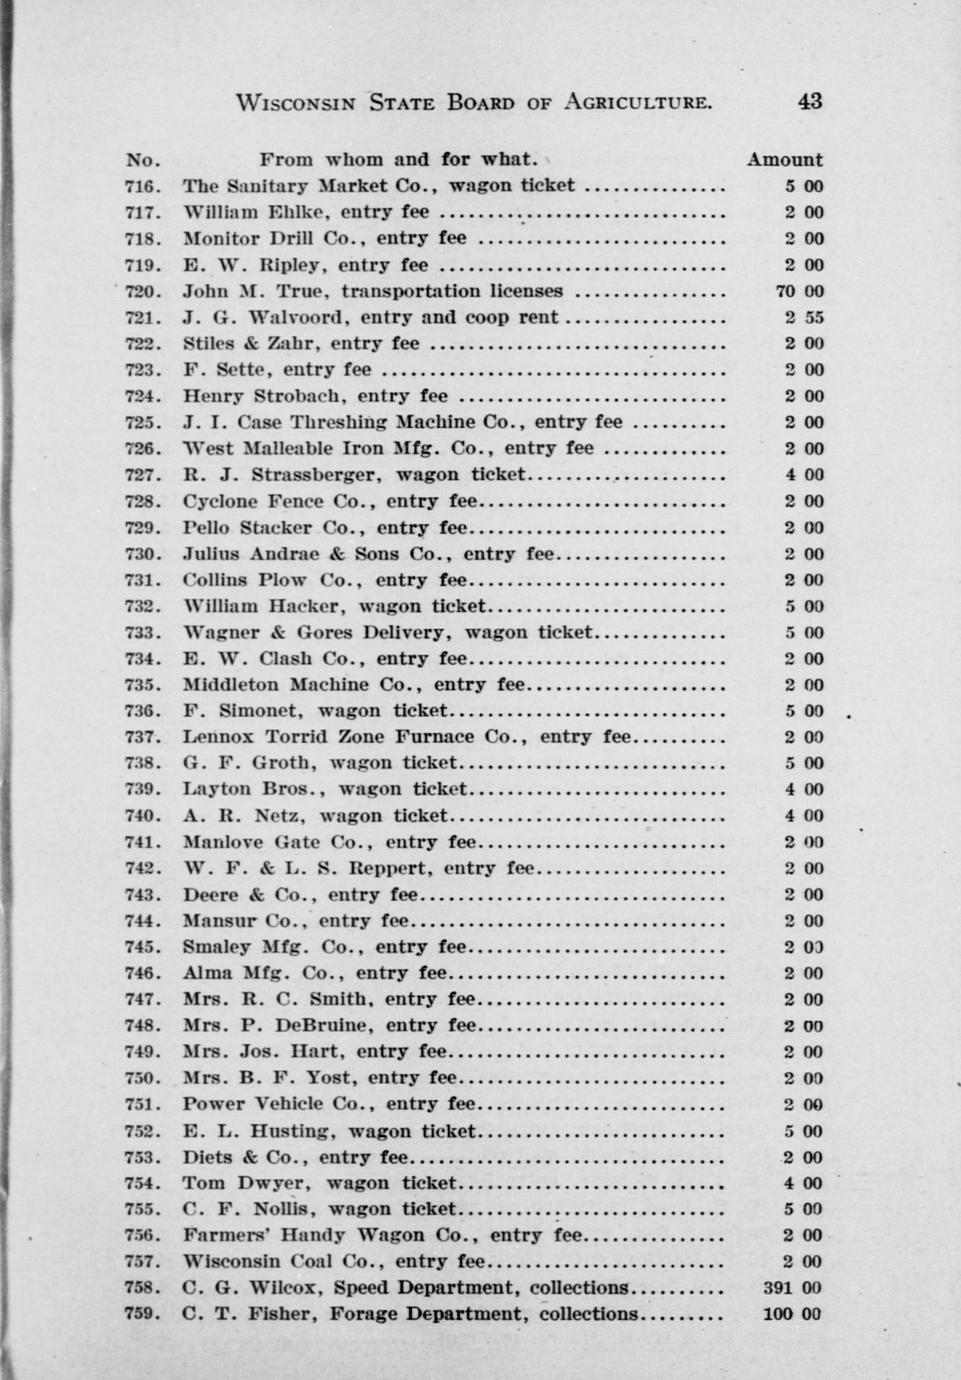 WISCONSIN STATE BOARD OF AGRICULTURE. 43
No. From whom and for what. Amount
716. The Sanitary Market Co., wagon ticket ............... 5 00
717. William Ehlke, entry fee .............................. 2 00
718. Monitor Drill Co., entry fee .......................... 2 00
719. E. W. Ripley, entry fee .............................. 2 00
720. John M. True, transportation licenses ................ 70 00
721. J. G. Walvoord, entry and coop rent ................. 2 55
722. Stiles & Zahr, entry fee ............................... 2 00
723. F. Sette, entry fee .................................... 2 00
724. Henry Strobach, entry fee ............................ 2 00
725. J. I. Case Threshing Machine Co., entry fee .......... 2 00
726. West Malleable Iron Mfg. Co., entry fee ............. 2 00
727. R. J. Strassberger, wagon ticket..................... 4 00
728. Cyclone Fence Co., entry fee.......................... 2 00
729. Pello Stacker Co., entry fee........................... 2 00
730. Julius Andrae & Sons Co., entry fee.................. 2 00
731. Collins Plow Co., entry fee........................... 2 00
732. William Hacker, wagon ticket......................... 5 00
733. Wagner & Gores Delivery, wagon ticket.............. 5 00
734. E. W. Clash Co., entry fee........................... 2 00
735. Middleton Machine Co., entry fee..................... 2 00
736. F. Simonet, wagon ticket............................. 5 00
737. Lennox Torrid Zone Furnace Co., entry fee.......... 2 00
738. G. F. Groth, wagon ticket............................ 5 00
739. Layton Bros., wagon ticket........................... 4 00
740. A. R. Netz, wagon ticket............................. 4 00
741. Manlove Gate Co., entry fee.......................... 2 00
742. W. F. & L. S. Reppert, entry fee.................... 2 00
743. Deere & Co., entry fee................................ 2 00
744. Mansur Co., entry fee................................. 2 00
745. Smaley Mfg. Co., entry fee........................... 2 00
746. Alma Mfg. Co., entry fee............................. 2 00
747. Mrs. R. C. Smith, entry fee.......................... 2 00
748. Mrs. P. DeBruine, entry fee.......................... 2 00
749. Mrs. Jos. Hart, entry fee............................. 2 00
750. Mrs. B. F. Yost, entry fee............................ 2 00
751. Power Vehicle Co., entry fee.......................... 2 00
752. E. L. Husting, wagon ticket.......................... 5 00
753. Diets & Co., entry fee................................. 2 00
754. Tom Dwyer, wagon ticket............................ 4 00
755. C. F. Nollis, wagon ticket............................ 5 00
756. Farmers' Handy Wagon Co., entry fee............... 2 00
757. Wisconsin Coal Co., entry fee......................... 2 00
758. C. G. Wilcox, Speed Department, collections.......... 391 00
759. C. T. Fisher, Forage Department, collections......... 100 00